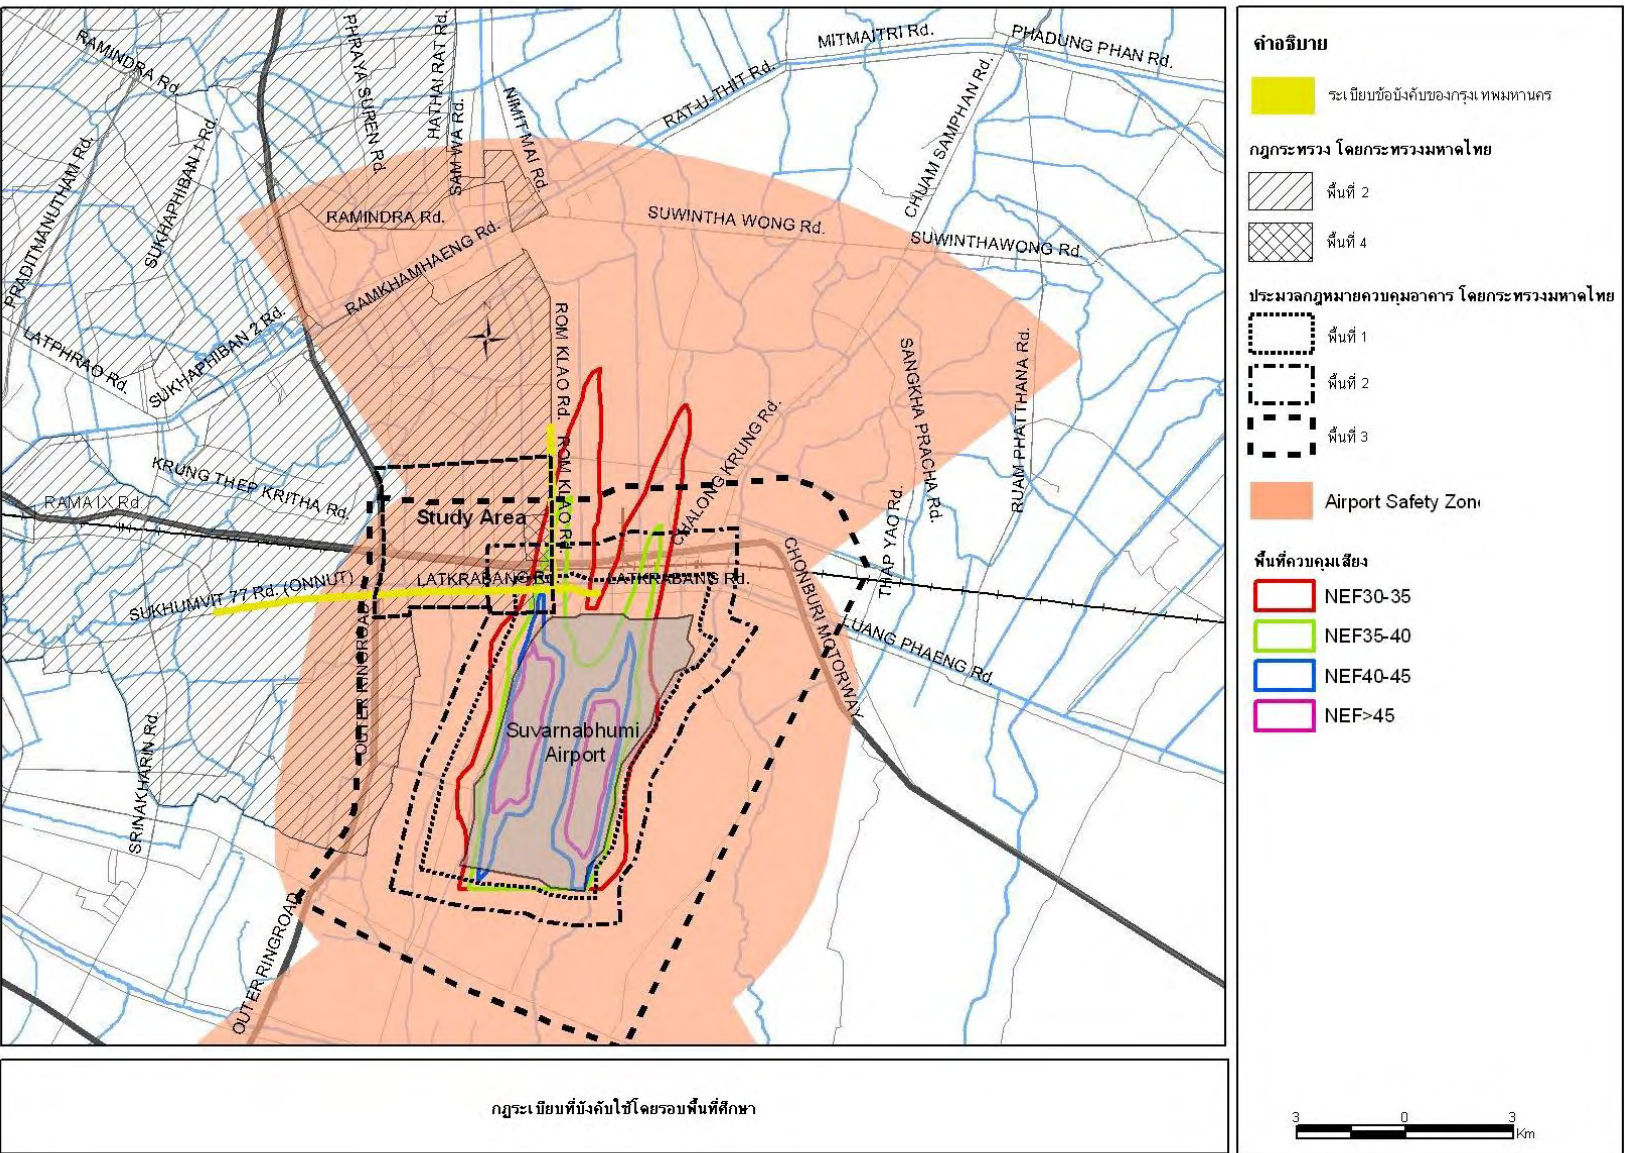 RAMINDRA Rd.
PHRAYA SUREN Rd.
HATHAI RAT Rd.
SAM WA Rd.
NIMIT MAI Rd.
MITMAITRI Rd.
PHADUNG PHAN Rd.
RAT-U-THIT Rd.
CHUAM SAMPHAN Rd.
PRADITMANUTHAM Rd.
SUKHAPHIBAN 1 Rd.
RAMINDRA Rd.
SUWINTHA WONG Rd.
SUWINTHAWONG Rd.
RAMKHAMHAENG Rd.
LATPHRAO Rd.
SUKHAPHIBAN 2 Rd.
ROM KLAO Rd.
ROM KLAO Rd.
ROM KLAO Rd.
SANGKHA PRACHA Rd.
RUAM PHATTHANA Rd.
CHALONG KRUNG Rd.
KRUNG THEP KRITHA Rd.
RAMA IX Rd.
Study Area
THAP YAO Rd.
CHONBURI MOTORWAY
LATKRABANG Rd.
LATKRABANG Rd.
SUKHUMVIT 77 Rd. (ONNUT)
LUANG PHAENG Rd.
OUTER RINGROAD
SRINAKHARIN Rd.
Suvarnabhumi
Airport
OUTER RINGROAD
กฎระเบียบที่บังคับใช้โดยรอบพื้นที่ศึกษา
คำอธิบาย
ระเบียบข้อบังคับของกรุงเทพมหานคร
กฎกระทรวง โดยกระทรวงมหาดไทย
พื้นที่ 2
พื้นที่ 4
ประมวลกฎหมายควบคุมอาคาร โดยกระทรวงมหาดไทย
พื้นที่ 1
พื้นที่ 2
พื้นที่ 3
Airport Safety Zone
พื้นที่ควบคุมเสียง
NEF30-35
NEF35-40
NEF40-45
NEF>45
3 0 3
Km